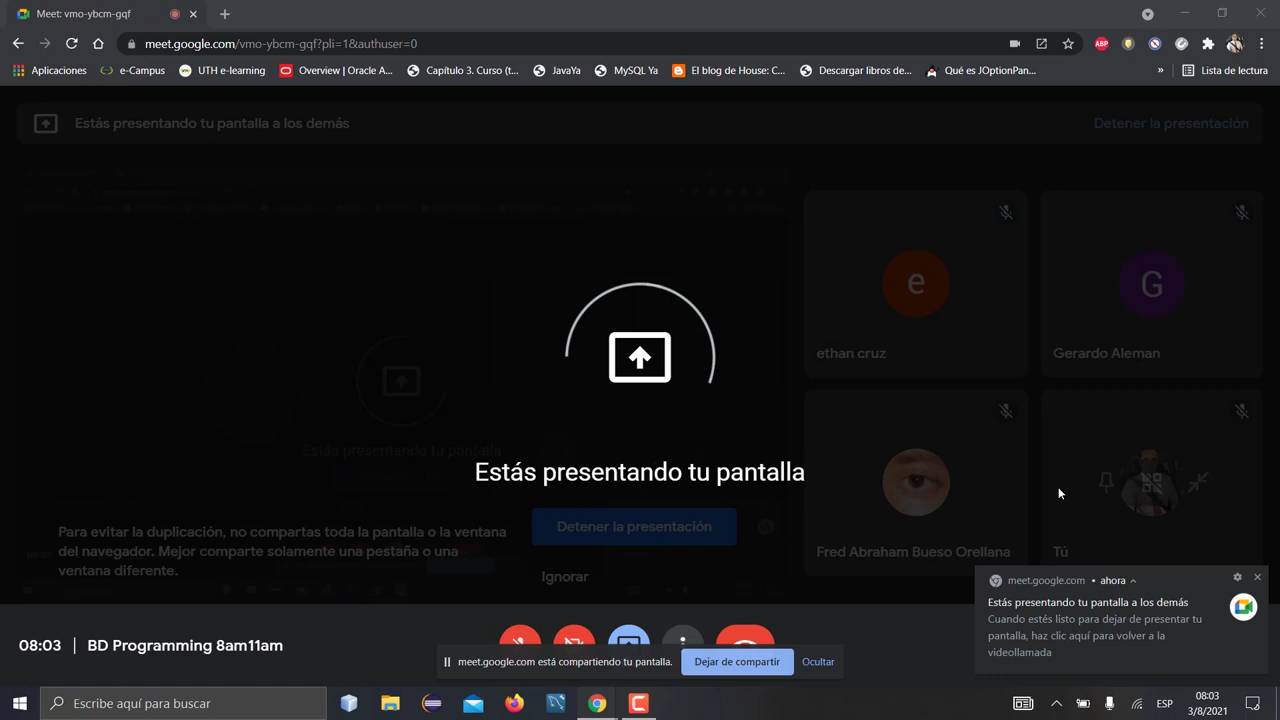 Meet: vmo-ybcm-gqf
meet.google.com/vmo-ybcm-gqf?pli=1&authuser=0
ABP
Aplicaciones
e-Campus
UTH e-learning
Overview | Oracle A...
Capítulo 3. Curso (t...
JavaYa
MySQL Ya
El blog de House: C...
Descargar libros de...
Qué es JOptionPan...
»
Lista de lectura
Estás presentando tu pantalla a los demás
Detener la presentación
e
ethan cruz
G
Gerardo Aleman
Estás presentando tu pantalla
Estás presentando tu pantalla
Para evitar la duplicación, no compartas toda la pantalla o la ventana
del navegador. Mejor comparte solamente una pestaña o una
ventana diferente.
Detener la presentación
Ignorar
Fred Abraham Bueso Orellana
Tú
meet.google.com • ahora
Estás presentando tu pantalla a los demás
Cuando estés listo para dejar de presentar tu
pantalla, haz clic aquí para volver a la
videollamada
08:03 | BD Programming 8am11am
meet.google.com está compartiendo tu pantalla.
Dejar de compartir
Ocultar
Escribe aquí para buscar
ESP
08:03
3/8/2021